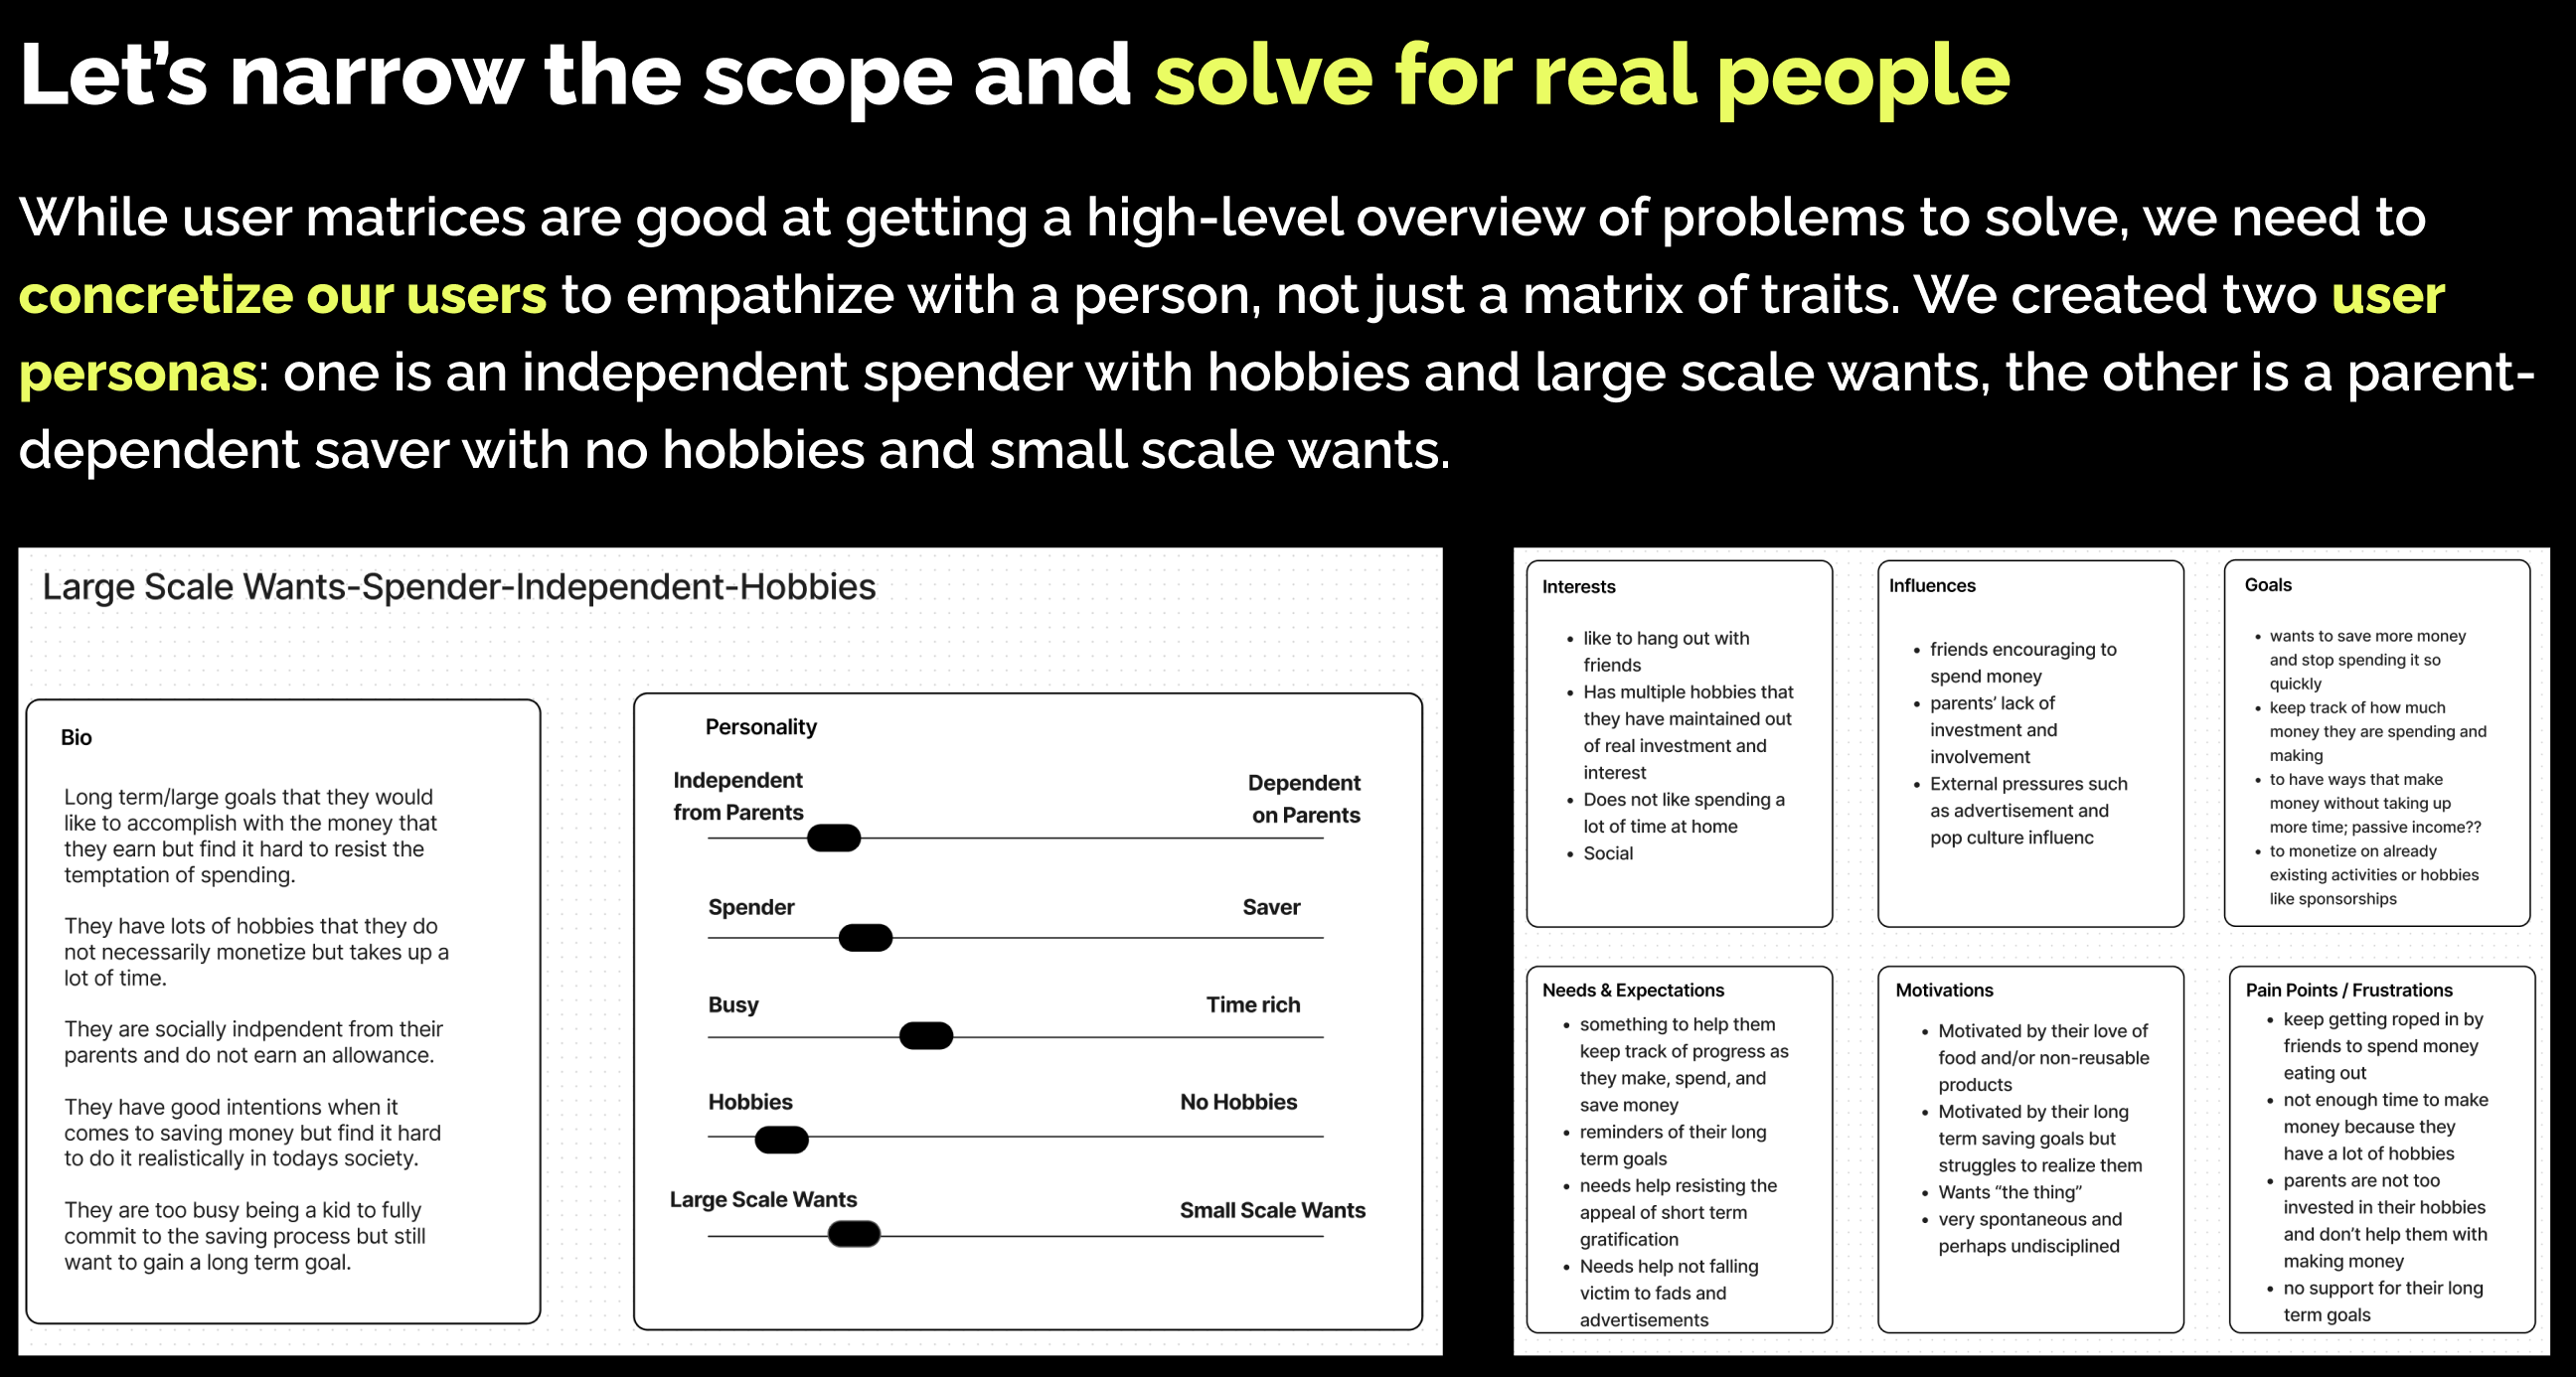 Let's narrow the scope and solve for real people
While user matrices are good at getting a high-level overview of problems to solve, we need to
concretize our users to empathize with a person, not just a matrix of traits. We created two user
personas: one is an independent spender with hobbies and large scale wants, the other is a parent-
dependent saver with no hobbies and small scale wants.
Large Scale Wants-Spender-Independent-Hobbies
Bio
Long term/large goals that they would
like to accomplish with the money that
they earn but find it hard to resist the
temptation of spending.
They have lots of hobbies that they do
not necessarily monetize but takes up a
lot of time.
They are socially indpendent from their
parents and do not earn an allowance.
They have good intentions when it
comes to saving money but find it hard
to do it realistically in todays society.
They are too busy being a kid to fully
commit to the saving process but still
want to gain a long term goal.
Personality
Independent
from Parents
Dependent
on Parents
Spender
Saver
Busy
Time rich
Hobbies
No Hobbies
Large Scale Wants
Small Scale Wants
Interests
• like to hang out with
friends
• Has multiple hobbies that
they have maintained out
of real investment and
interest
• Does not like spending a
lot of time at home
• Social
Influences
• friends encouraging to
spend money
• parents' lack of
investment and
involvement
• External pressures such
as advertisement and
pop culture influenc
Goals
• wants to save more money
and stop spending it so
quickly
• keep track of how much
money they are spending and
making
• to have ways that make
money without taking up
more time; passive income??
• to monetize on already
existing activities or hobbies
like sponsorships
Needs & Expectations
• something to help them
keep track of progress as
they make, spend, and
save money
• reminders of their long
term goals
• needs help resisting the
appeal of short term
gratification
• Needs help not falling
victim to fads and
advertisements
Motivations
• Motivated by their love of
food and/or non-reusable
products
• Motivated by their long
term saving goals but
struggles to realize them
• Wants “the thing”
• very spontaneous and
perhaps undisciplined
Pain Points / Frustrations
• keep getting roped in by
friends to spend money
eating out
• not enough time to make
money because they
have a lot of hobbies
• parents are not too
invested in their hobbies
and don't help them with
making money
• no support for their long
term goals